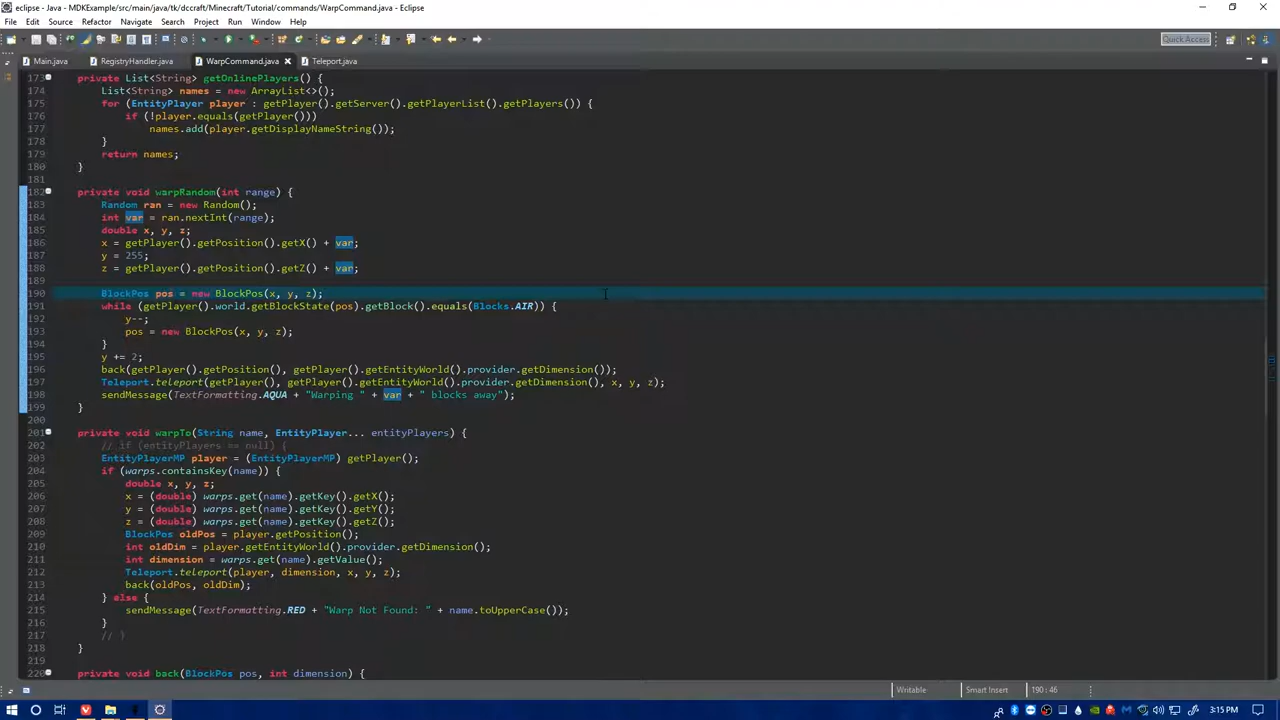 eclipse - Java - MDKExample/src/main/java/tk/dccraft/Minecraft/Tutorial/commands/WarpCommand.java - Eclipse
File Edit Source Refactor Navigate Search Project Run Window Help
Quick Access
Main.java RegistryHandler.java WarpCommand.java Teleport.java
173 private List<String> getOnlinePlayers() {
174 List<String> names = new ArrayList<>();
175 for (EntityPlayer player : getPlayer().getServer().getPlayerList().getPlayers()) {
176 if (!player.equals(getPlayer()))
177 names.add(player.getDisplayNameString());
178 }
179 return names;
180 }
181
182 private void warpRandom(int range) {
183 Random ran = new Random();
184 int var = ran.nextInt(range);
185 double x, y, z;
186 x = getPlayer().getPosition().getX() + var;
187 y = 255;
188 z = getPlayer().getPosition().getZ() + var;
189
190 BlockPos pos = new BlockPos(x, y, z);
191 while (getPlayer().world.getBlockState(pos).getBlock().equals(Blocks.AIR)) {
192 y--;
193 pos = new BlockPos(x, y, z);
194 }
195 y += 2;
196 back(getPlayer().getPosition(), getPlayer().getEntityWorld().provider.getDimension());
197 Teleport.teleport(getPlayer(), getPlayer().getEntityWorld().provider.getDimension(), x, y, z);
198 sendMessage(TextFormatting.AQUA + "Warping " + var + " blocks away");
199 }
200
201 private void warpTo(String name, EntityPlayer... entityPlayers) {
202 // if (entityPlayers == null) {
203 EntityPlayerMP player = (EntityPlayerMP) getPlayer();
204 if (warps.containsKey(name)) {
205 double x, y, z;
206 x = (double) warps.get(name).getKey().getX();
207 y = (double) warps.get(name).getKey().getY();
208 z = (double) warps.get(name).getKey().getZ();
209 BlockPos oldPos = player.getPosition();
210 int oldDim = player.getEntityWorld().provider.getDimension();
211 int dimension = warps.get(name).getValue();
212 Teleport.teleport(player, dimension, x, y, z);
213 back(oldPos, oldDim);
214 } else {
215 sendMessage(TextFormatting.RED + "Warp Not Found: " + name.toUpperCase());
216 }
217 // }
218 }
219
220 private void back(BlockPos pos, int dimension) {
Writable Smart Insert 190 : 46
3:15 PM